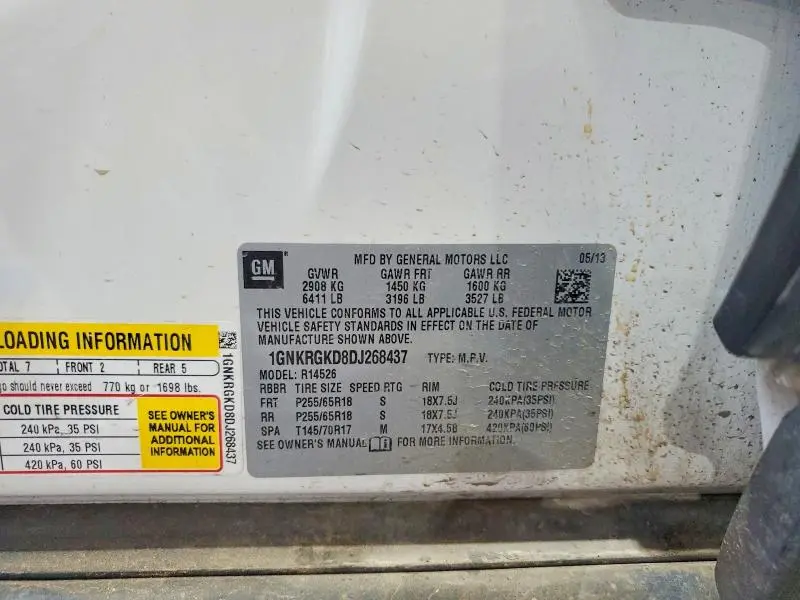 GM
MFD BY GENERAL MOTORS LLC 05/13
GVWR GAWR FRT GAWR RR
2908 KG 1450 KG 1600 KG
6411 LB 3196 LB 3527 LB
THIS VEHICLE CONFORMS TO ALL APPLICABLE U.S. FEDERAL MOTOR
VEHICLE SAFETY STANDARDS IN EFFECT ON THE DATE OF
MANUFACTURE SHOWN ABOVE.
1GNKRGKD8DJ268437 TYPE: M.P.V.
MODEL: R14526
RBBR TIRE SIZE SPEED RTG RIM COLD TIRE PRESSURE
FRT P255/65R18 S 18X7.5J 240KPA(35PSI)
RR P255/65R18 S 18X7.5J 240KPA(35PSI)
SPA T145/70R17 M 17X4.5B 420KPA(60PSI)
SEE OWNER'S MANUAL FOR MORE INFORMATION.
LOADING INFORMATION
OTAL 7 FRONT 2 REAR 5
go should never exceed 770 kg or 1698 lbs.
COLD TIRE PRESSURE
240 kPa, 35 PSI
240 kPa, 35 PSI
420 kPa, 60 PSI
SEE OWNER'S
MANUAL FOR
ADDITIONAL
INFORMATION
1GNKRGKD8DJ268437